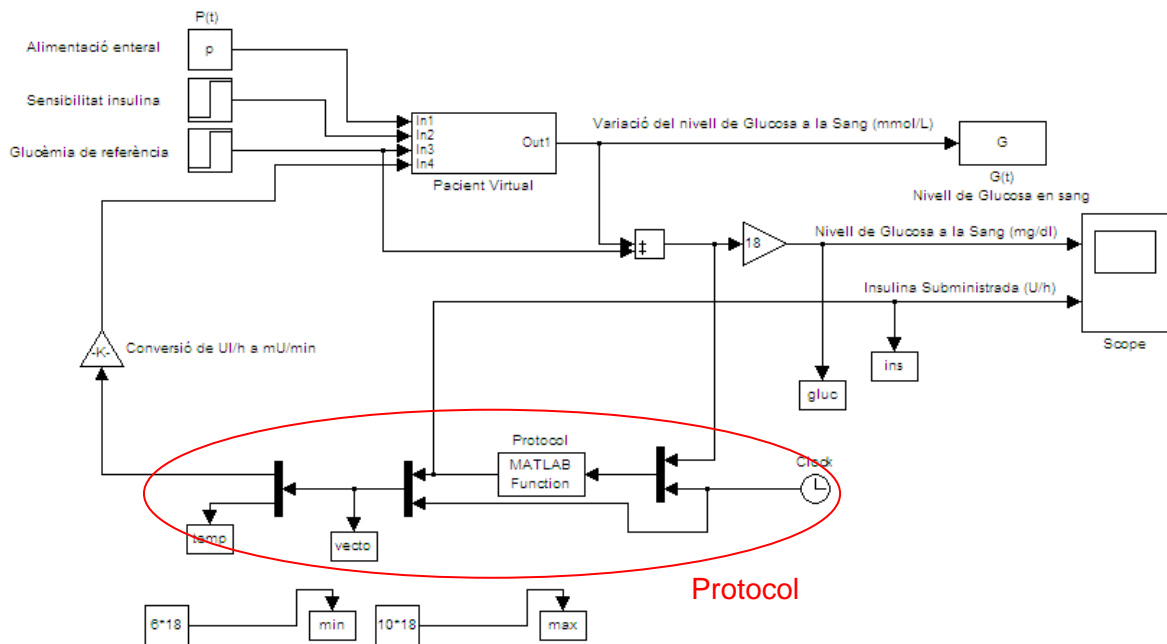 P(t)
Alimentació enteral
p
Sensibilitat insulina
Glucèmia de referència
In1
In2
In3
In4
Out1
Pacient Virtual
Variació del nivell de Glucosa a la Sang (mmol/L)
G
G(t)
Nivell de Glucosa en sang
18
Nivell de Glucosa a la Sang (mg/dl)
Insulina Subministrada (U/h)
Scope
ins
gluc
-K-
Conversió de UI/h a mU/min
Protocol
MATLAB
Function
Clock
temp
vecto
Protocol
6*18
min
10*18
max